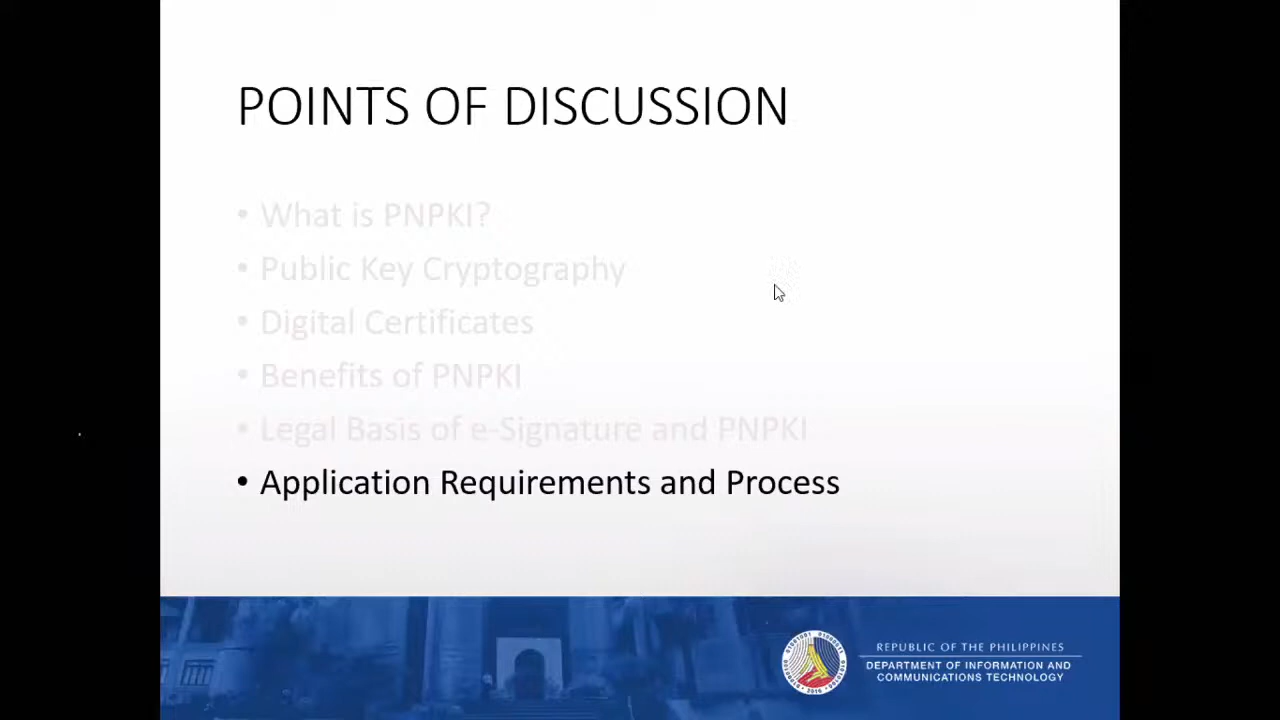 POINTS OF DISCUSSION
• What is PNPKI?
• Public Key Cryptography
• Digital Certificates
• Benefits of PNPKI
• Legal Basis of e-Signature and PNPKI
• Application Requirements and Process
REPUBLIC OF THE PHILIPPINES
DEPARTMENT OF INFORMATION AND
COMMUNICATIONS TECHNOLOGY
2016